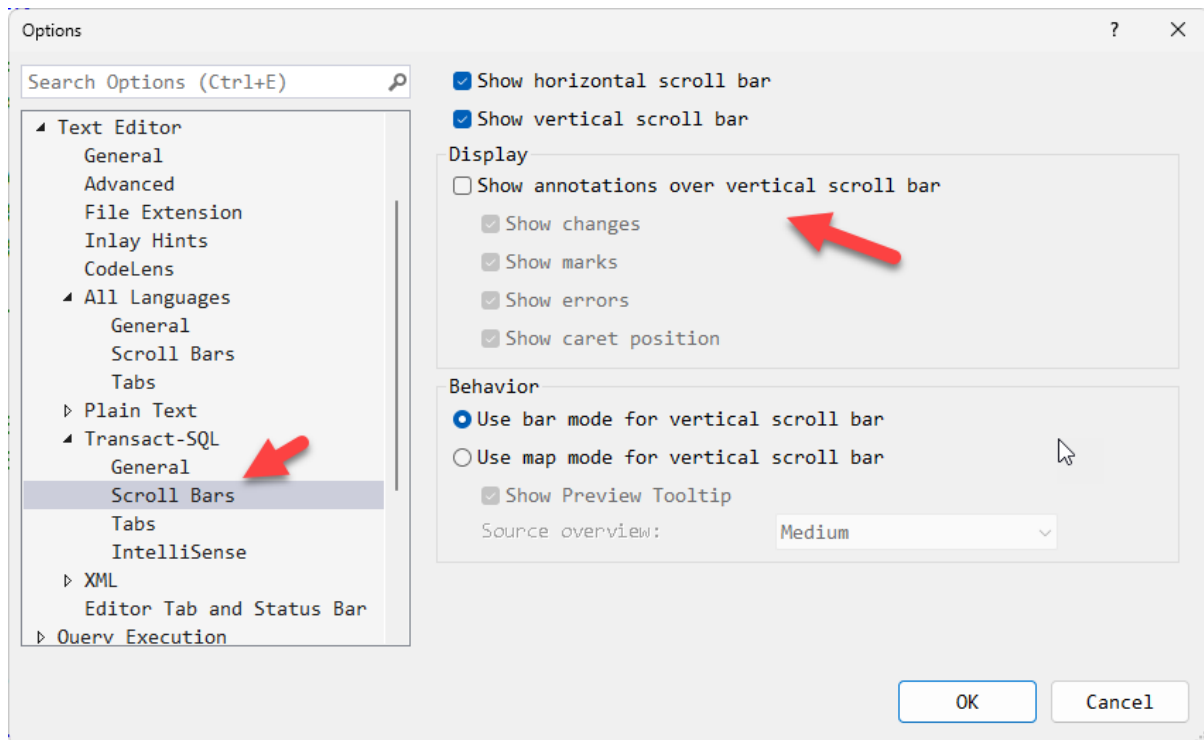 Options
?
Search Options (Ctrl+E)
Text Editor
General
Advanced
File Extension
Inlay Hints
CodeLens
All Languages
General
Scroll Bars
Tabs
Plain Text
Transact-SQL
General
Scroll Bars
Tabs
IntelliSense
XML
Editor Tab and Status Bar
Query Execution
Show horizontal scroll bar
Show vertical scroll bar
Display
Show annotations over vertical scroll bar
Show changes
Show marks
Show errors
Show caret position
Behavior
Use bar mode for vertical scroll bar
Use map mode for vertical scroll bar
Show Preview Tooltip
Source overview: Medium
OK Cancel